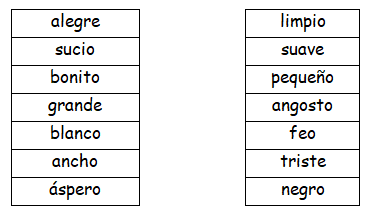 alegre
sucio
bonito
grande
blanco
ancho
áspero
limpio
suave
pequeño
angosto
feo
triste
negro